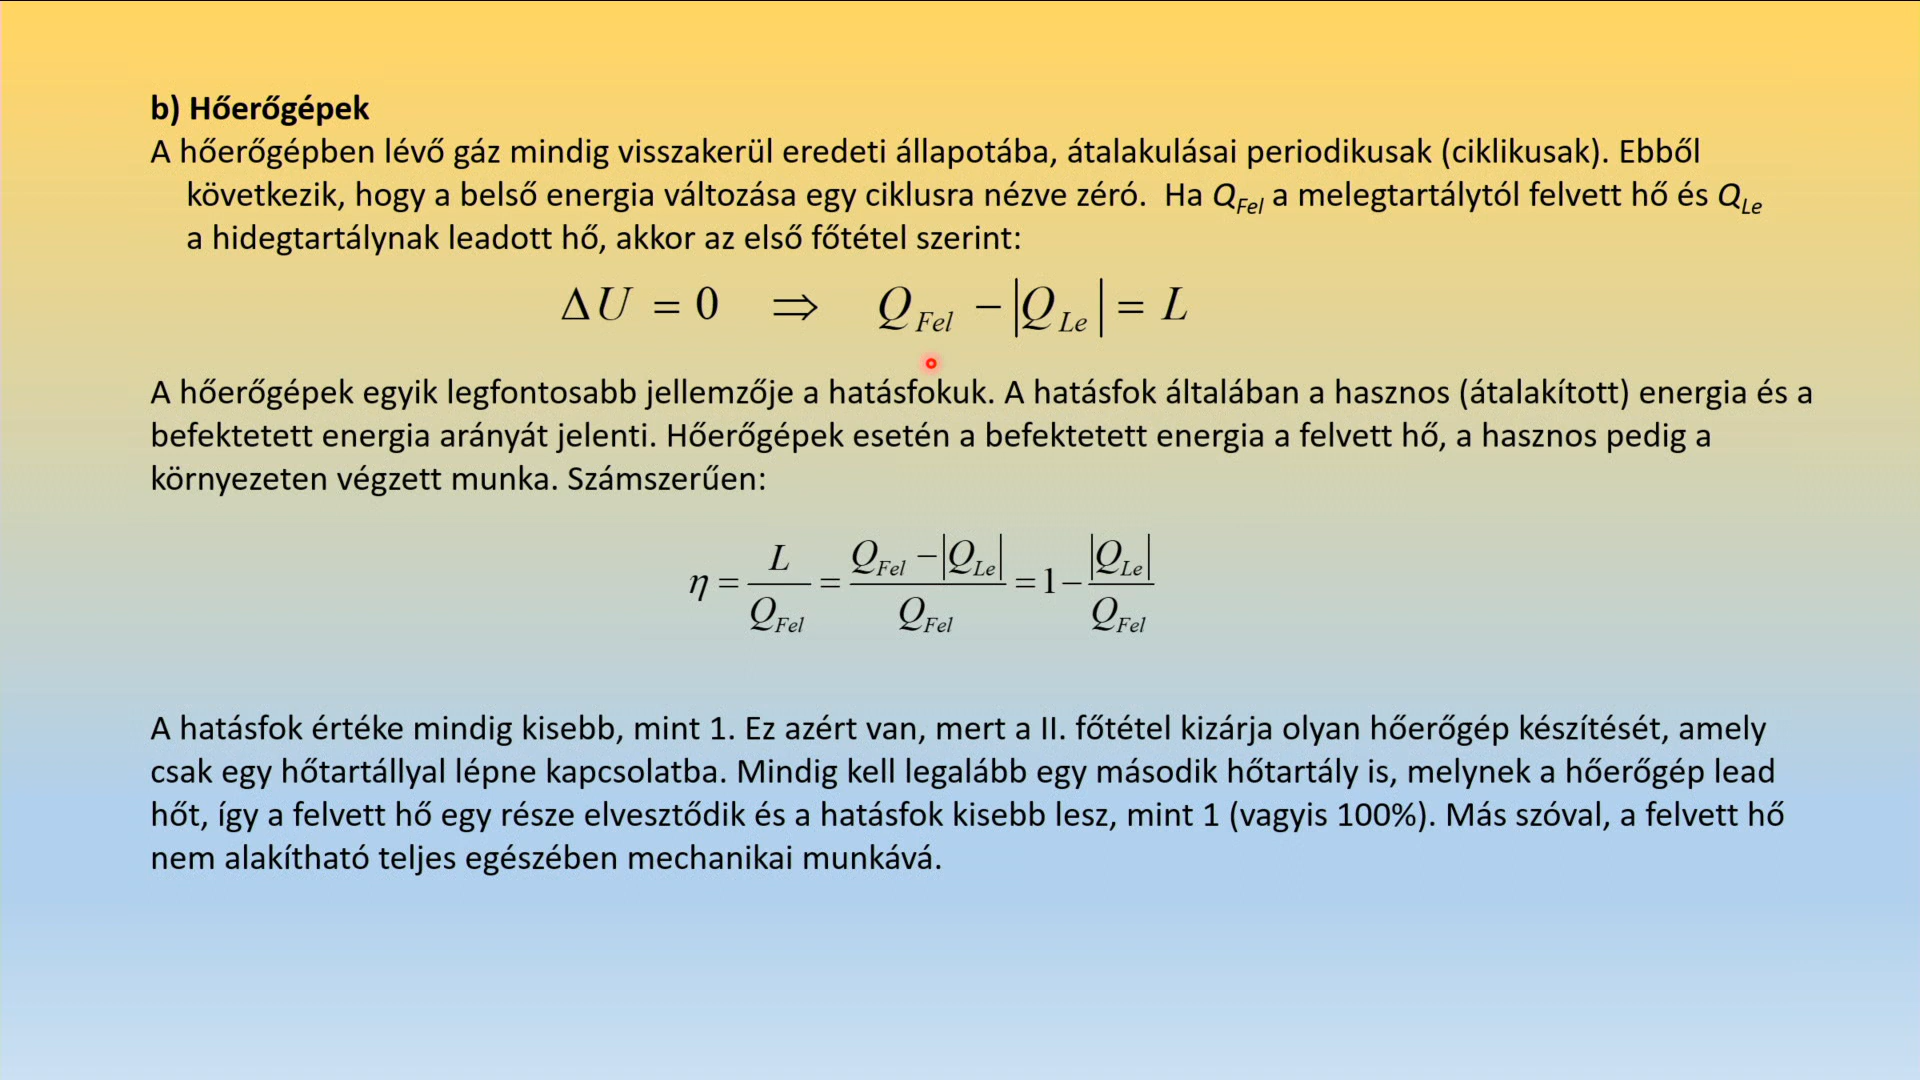 b) Hőerőgépek
A hőerőgépben lévő gáz mindig visszakerül eredeti állapotába, átalakulásai periodikusak (ciklikusak). Ebből
következik, hogy a belső energia változása egy ciklusra nézve zéró. Ha Q_Fel a melegtartálytól felvett hő és Q_Le
a hidegtartálynak leadott hő, akkor az első főtétel szerint:
ΔU = 0 ⇒ Q_Fel − |Q_Le| = L
A hőerőgépek egyik legfontosabb jellemzője a hatásfokuk. A hatásfok általában a hasznos (átalakított) energia és a
befektetett energia arányát jelenti. Hőerőgépek esetén a befektetett energia a felvett hő, a hasznos pedig a
környezeten végzett munka. Számszerűen:
η = L / Q_Fel = (Q_Fel − |Q_Le|) / Q_Fel = 1 − |Q_Le| / Q_Fel
A hatásfok értéke mindig kisebb, mint 1. Ez azért van, mert a II. főtétel kizárja olyan hőerőgép készítését, amely
csak egy hőtartállyal lépne kapcsolatba. Mindig kell legalább egy második hőtartály is, melynek a hőerőgép lead
hőt, így a felvett hő egy része elvesztődik és a hatásfok kisebb lesz, mint 1 (vagyis 100%). Más szóval, a felvett hő
nem alakítható teljes egészében mechanikai munkává.